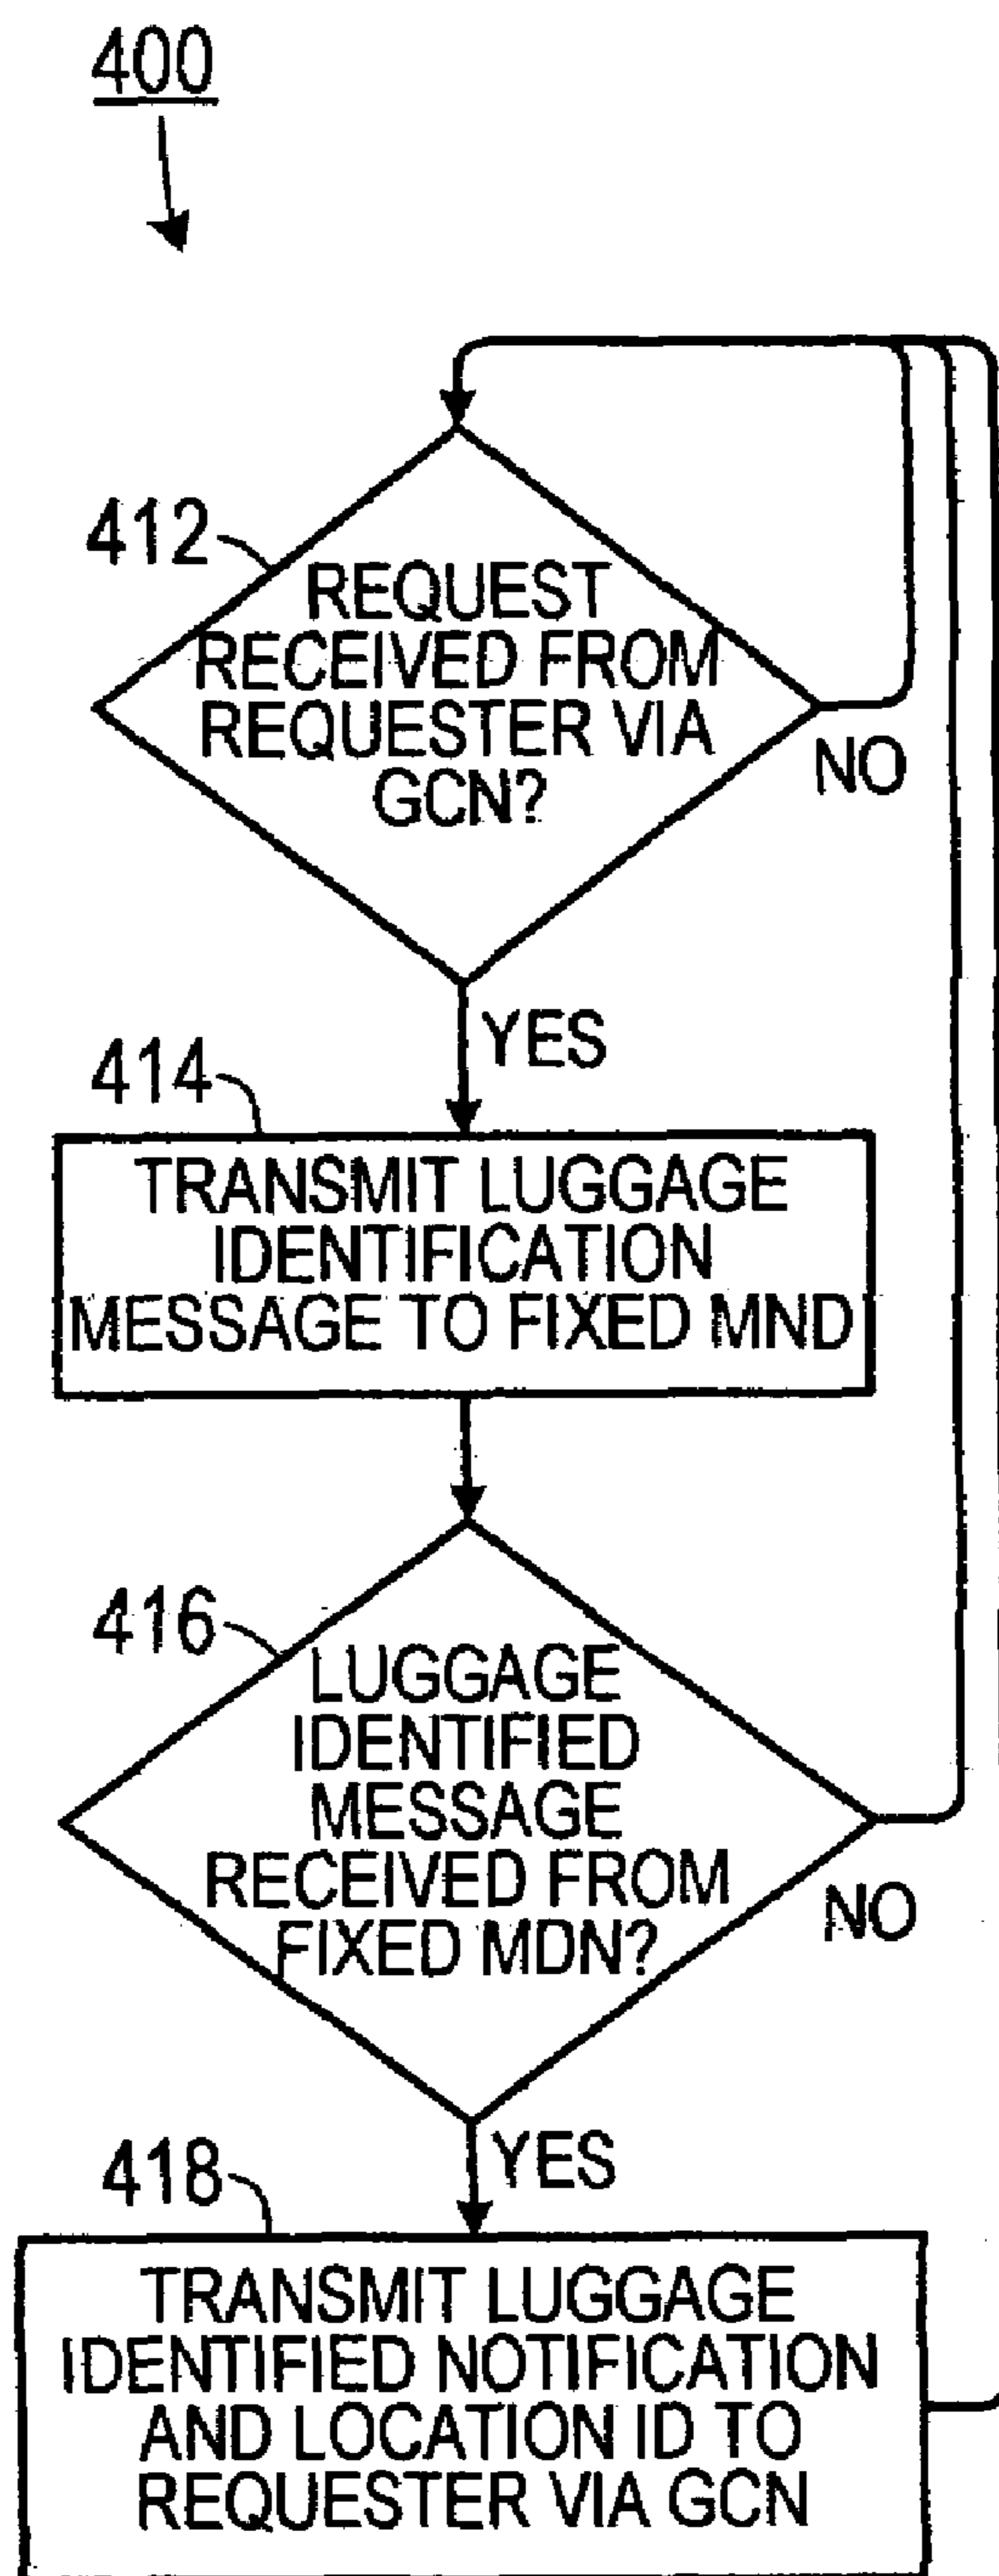 400
412
REQUEST
RECEIVED FROM
REQUESTER VIA
GCN?
NO
YES
414
TRANSMIT LUGGAGE
IDENTIFICATION
MESSAGE TO FIXED MND
416
LUGGAGE
IDENTIFIED
MESSAGE
RECEIVED FROM
FIXED MDN?
NO
YES
418
TRANSMIT LUGGAGE
IDENTIFIED NOTIFICATION
AND LOCATION ID TO
REQUESTER VIA GCN